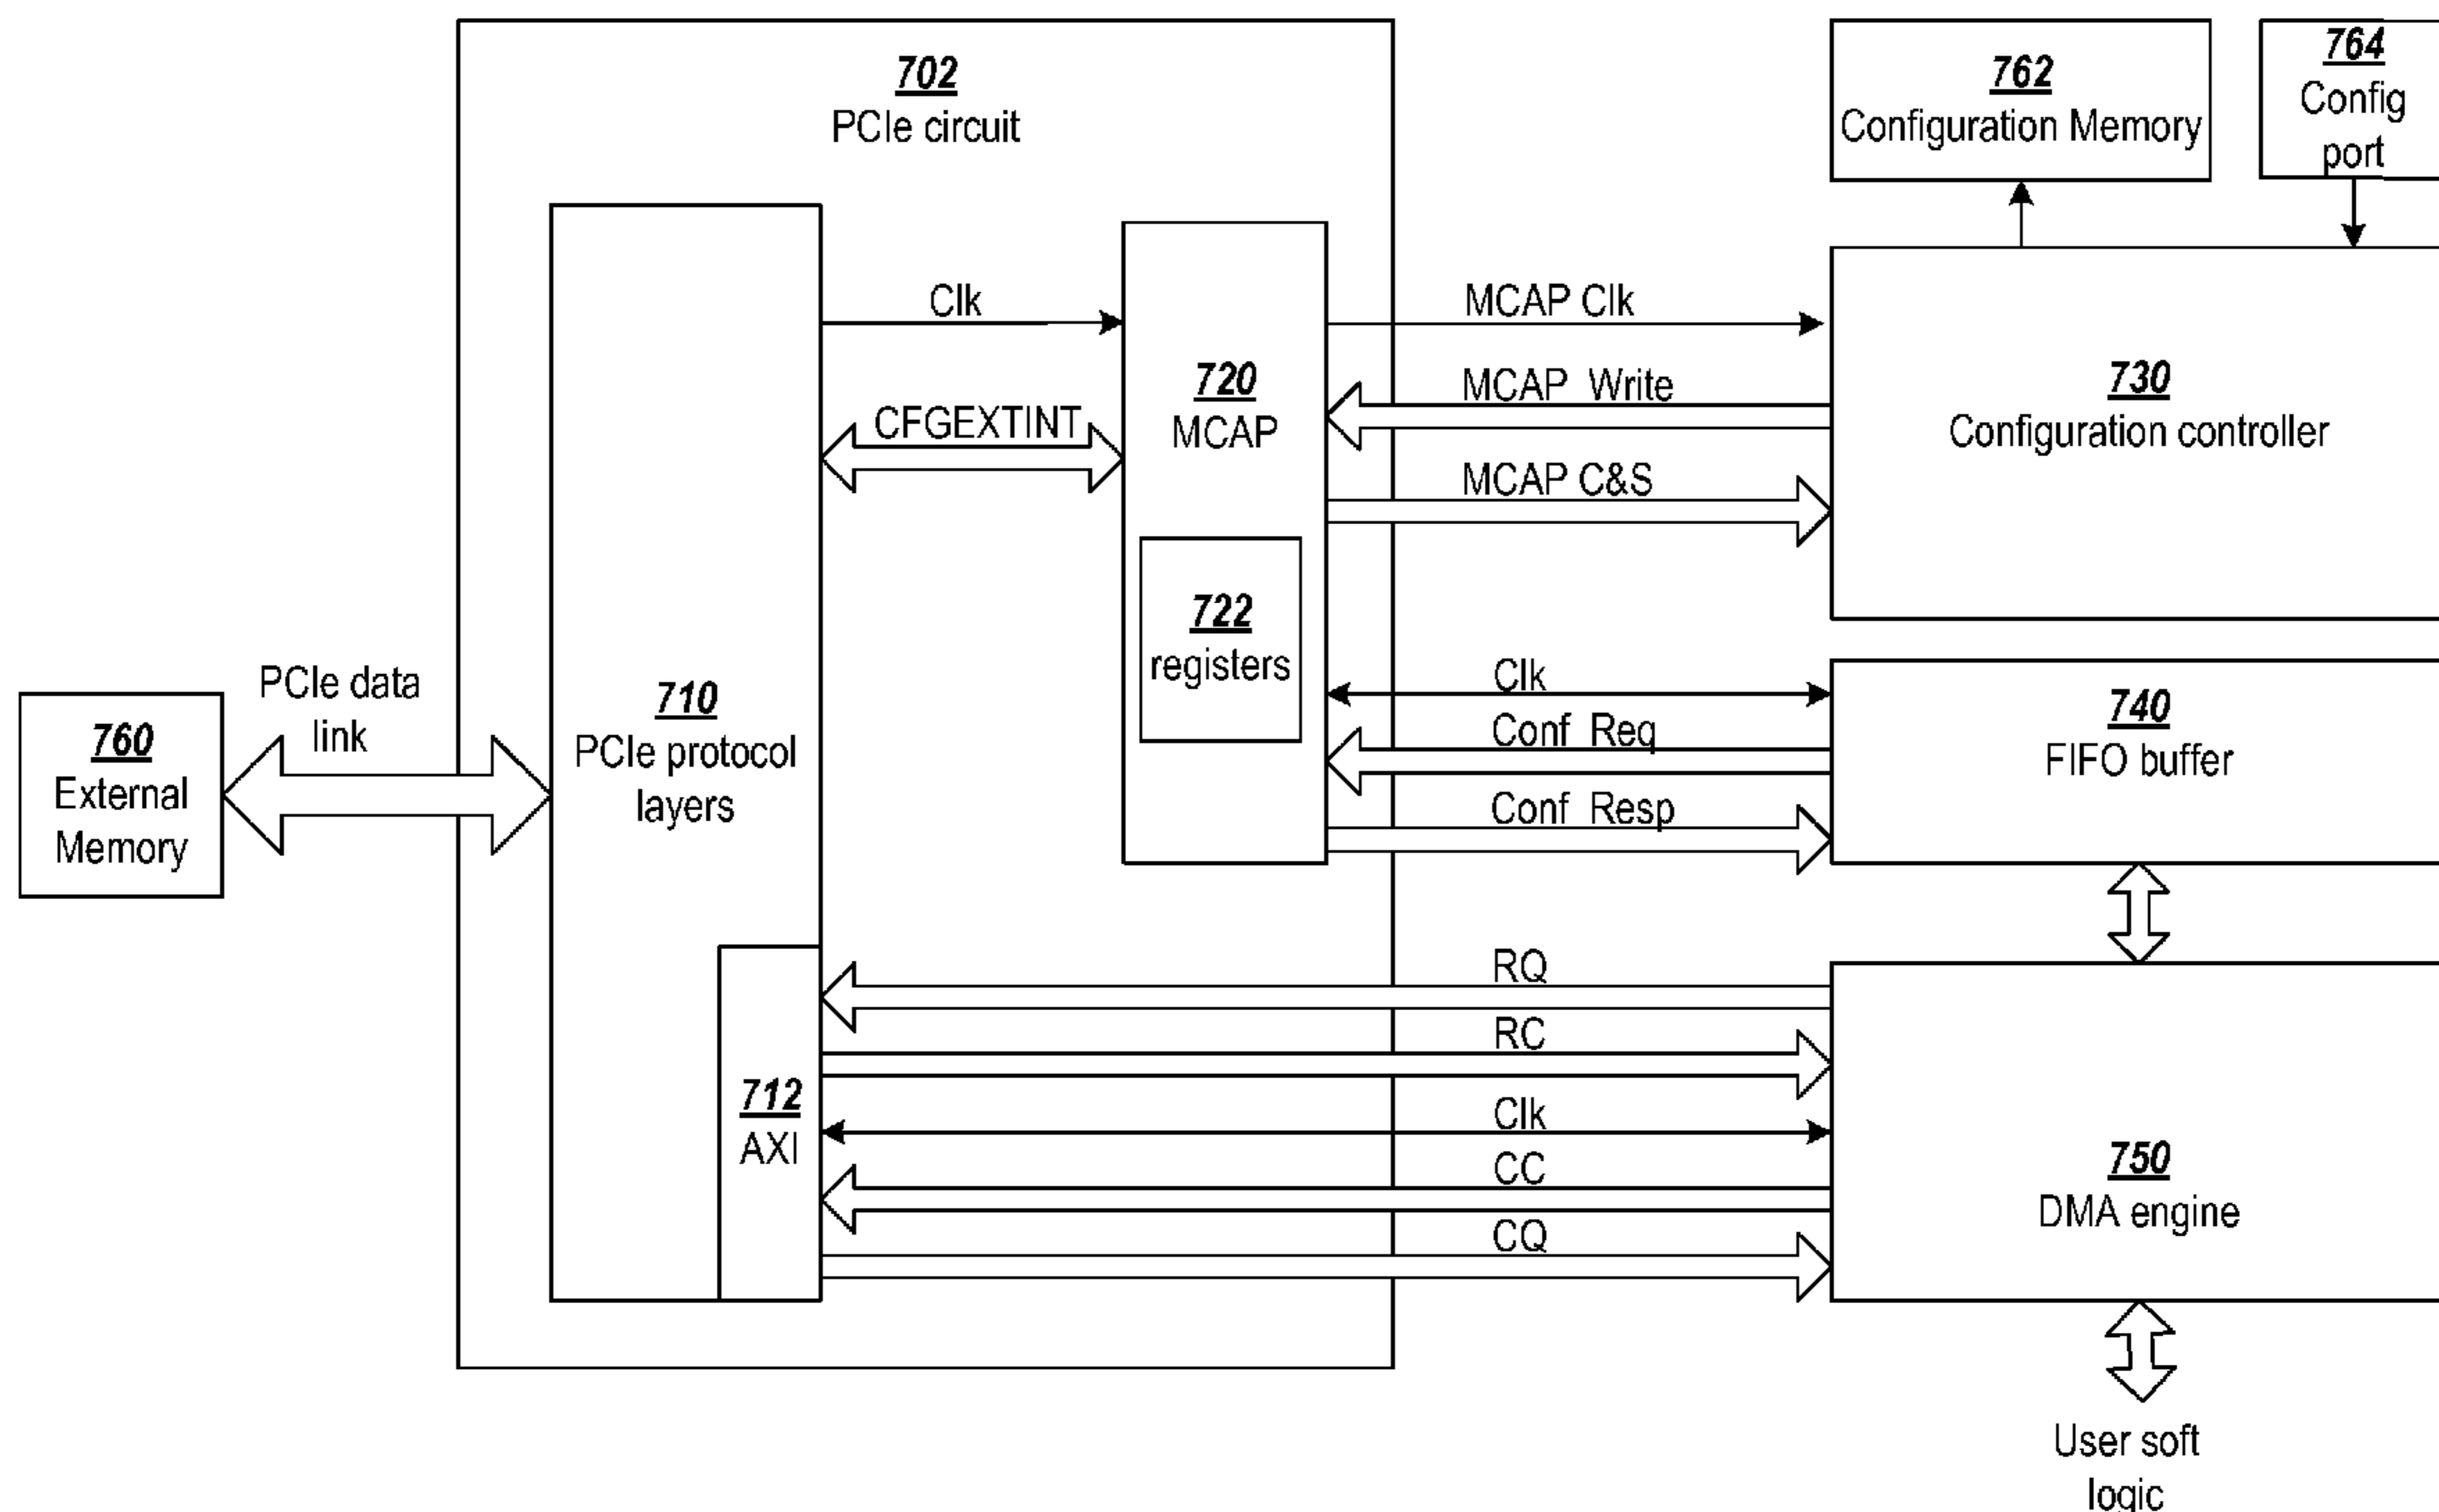 702
PCIe circuit
762
Configuration Memory
764
Config
port
Clk
MCAP Clk
720
MCAP
MCAP Write
730
Configuration controller
CFGEXTINT
MCAP C&S
722
registers
PCIe data
link
760
External
Memory
710
PCIe protocol
layers
Clk
Conf Req
Conf Resp
740
FIFO buffer
RQ
RC
712
AXI
Clk
CC
CQ
750
DMA engine
User soft
logic